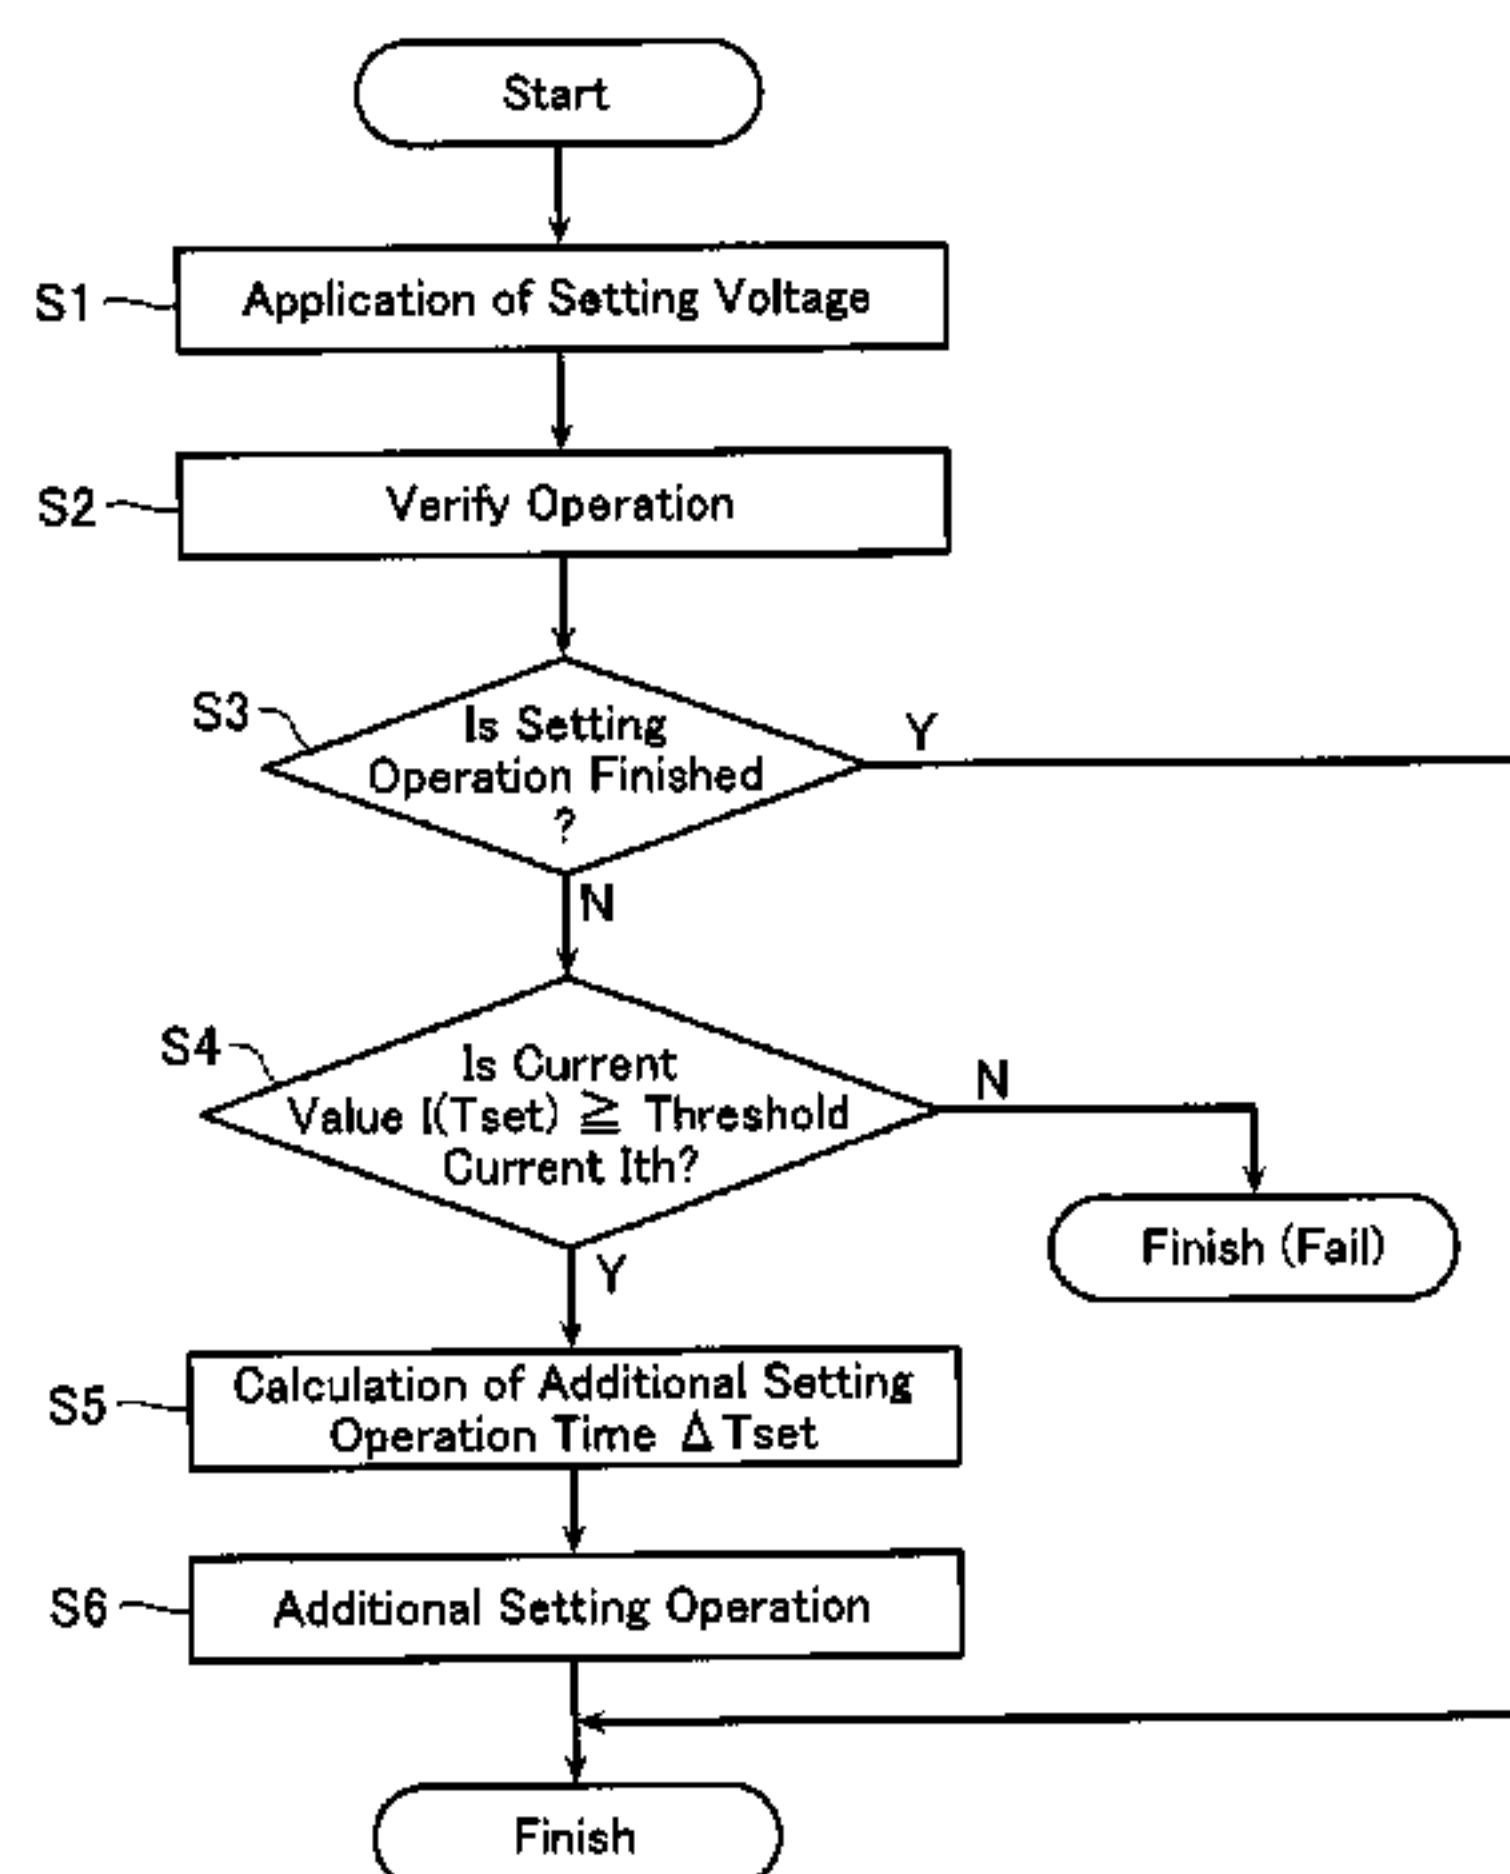 Start
S1
Application of Setting Voltage
S2
Verify Operation
S3
Is Setting
Operation Finished
?
Y
N
S4
Is Current
Value I(Tset) ≧ Threshold
Current Ith?
N
Finish (Fail)
Y
S5
Calculation of Additional Setting
Operation Time ΔTset
S6
Additional Setting Operation
Finish